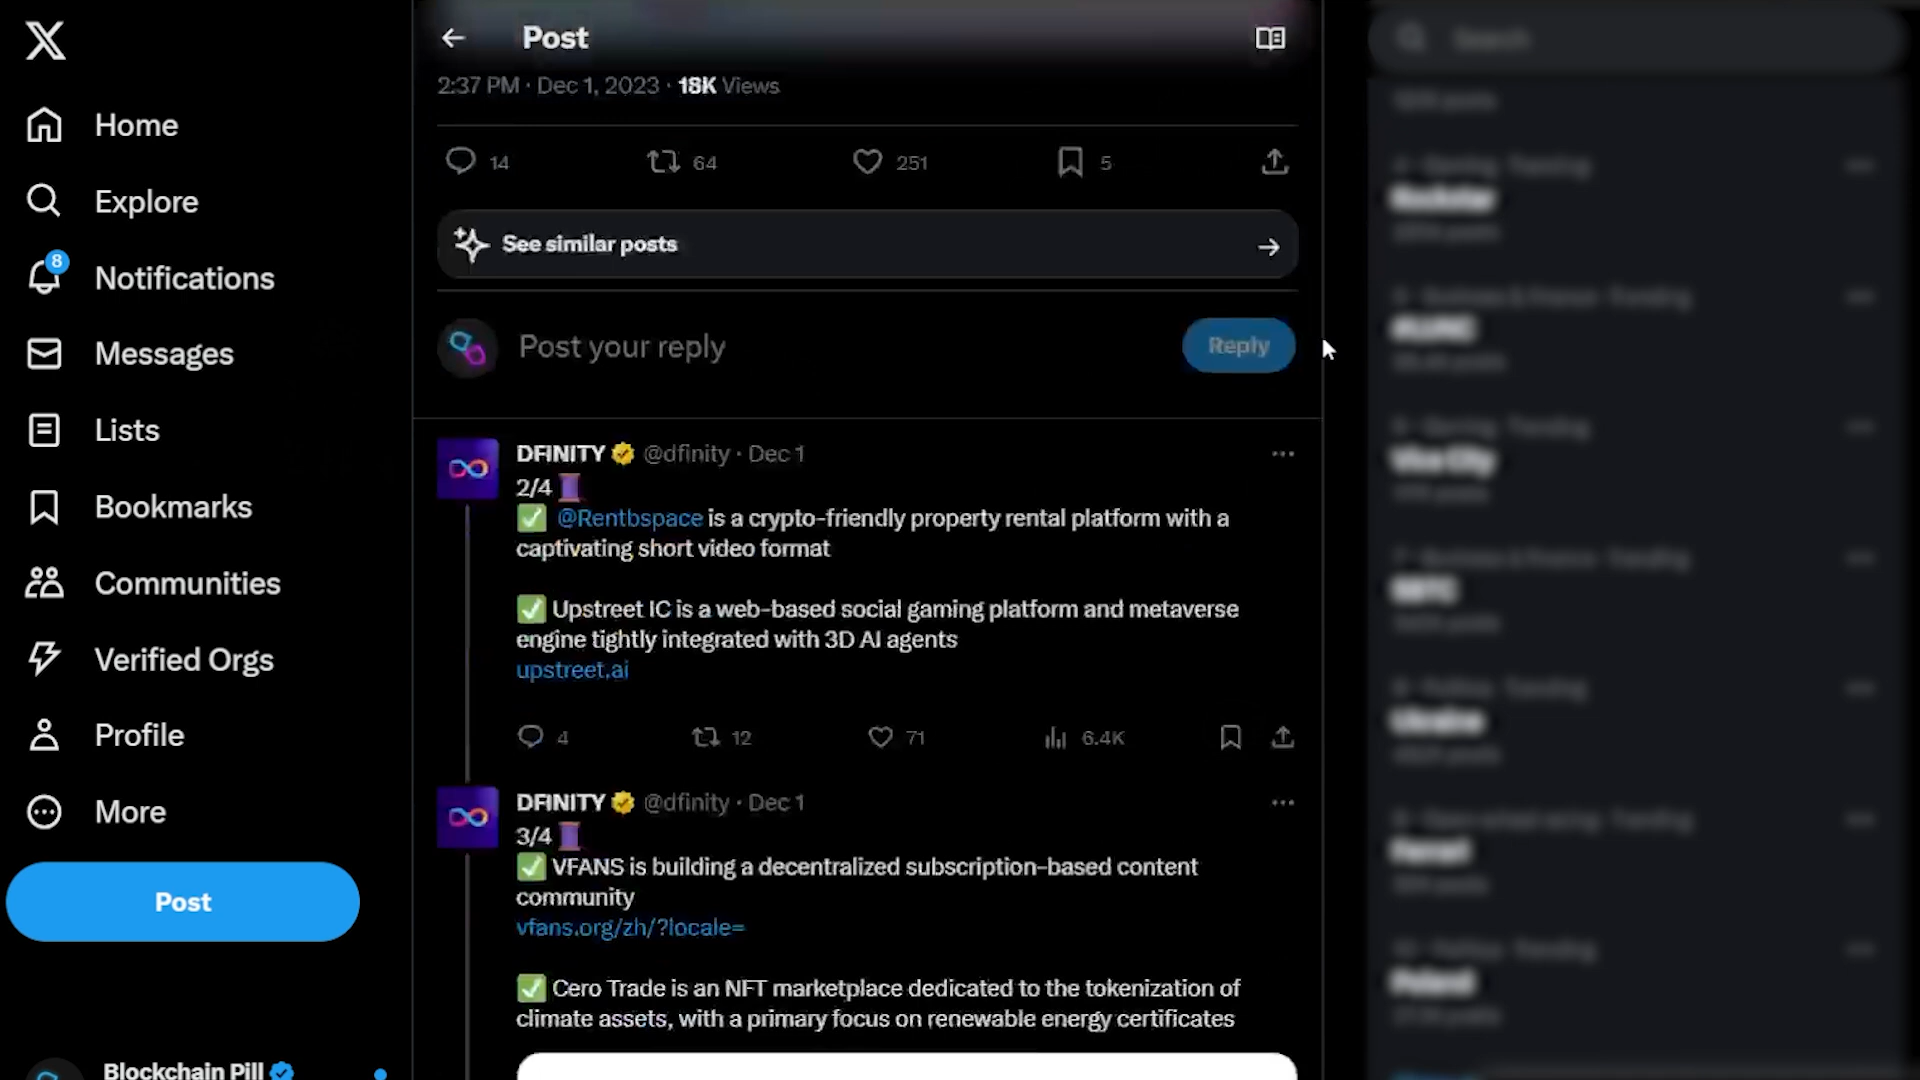 Home
Explore
8
Notifications
Messages
Lists
Bookmarks
Communities
Verified Orgs
Profile
More
Post
Blockchain Pill
Post
2:37 PM · Dec 1, 2023 · 18K Views
14 64 251 5
See similar posts
Post your reply
Reply
DFINITY @dfinity · Dec 1
2/4
@Rentbspace is a crypto-friendly property rental platform with a
captivating short video format
Upstreet IC is a web-based social gaming platform and metaverse
engine tightly integrated with 3D AI agents
upstreet.ai
4 12 71 6.4K
DFINITY @dfinity · Dec 1
3/4
VFANS is building a decentralized subscription-based content
community
vfans.org/zh/?locale=
Cero Trade is an NFT marketplace dedicated to the tokenization of
climate assets, with a primary focus on renewable energy certificates
Search
Rockstar
Vice City
Ukraine